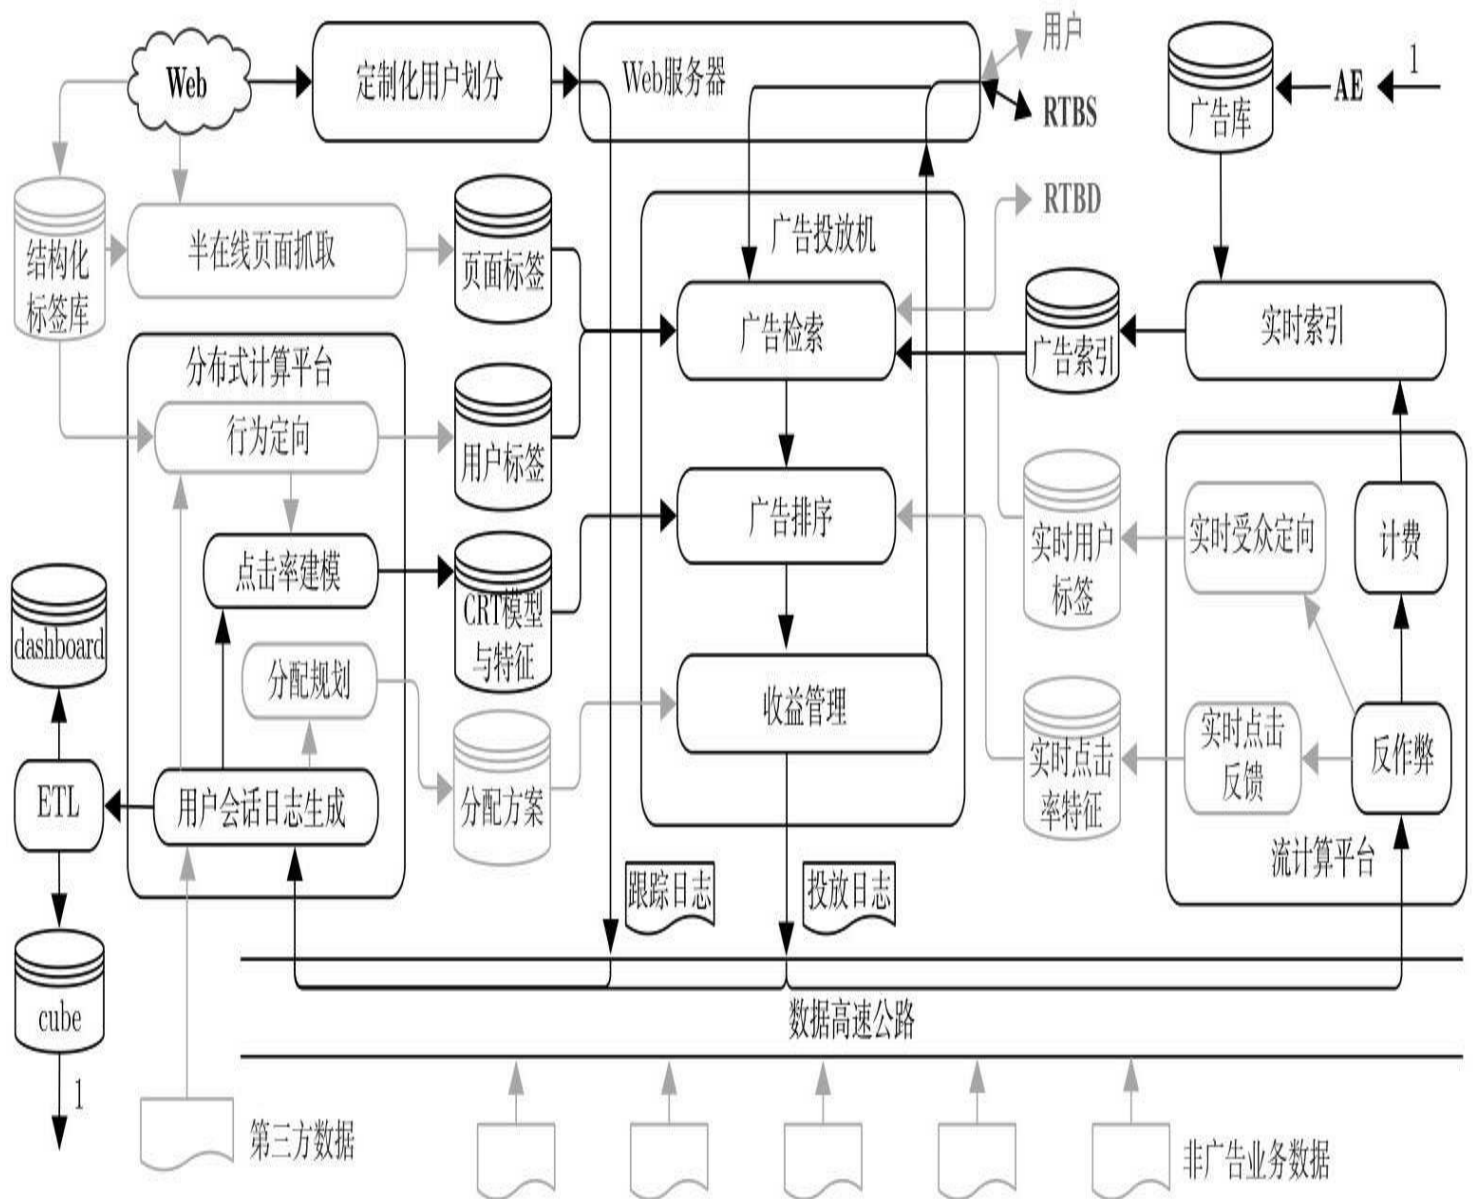 Web
定制化用户划分
Web服务器
用户
RTBS
广告库
AE
1
结构化
标签库
半在线页面抓取
页面标签
广告投放机
RTBD
广告检索
广告索引
实时索引
分布式计算平台
行为定向
用户标签
广告排序
实时用户
标签
实时受众定向
计费
点击率建模
CRT模型
与特征
dashboard
分配规划
收益管理
实时点击
率特征
实时点击
反馈
反作弊
ETL
用户会话日志生成
分配方案
流计算平台
跟踪日志
投放日志
cube
数据高速公路
1
第三方数据
非广告业务数据